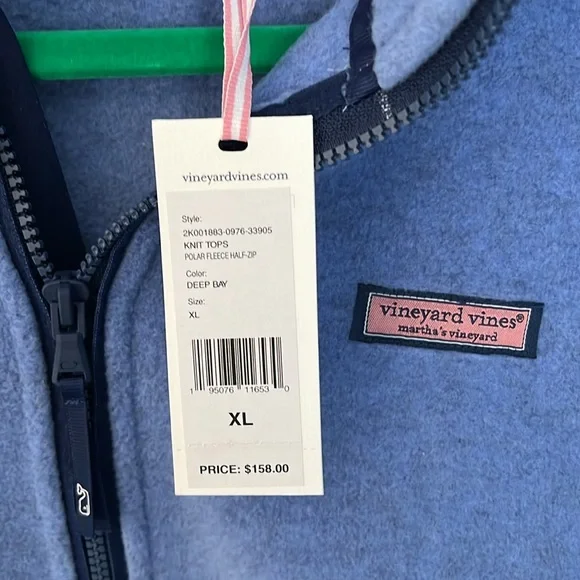 vineyardvines.com
Style:
2K001883-0976-33905
KNIT TOPS
POLAR FLEECE HALF-ZIP
Color:
DEEP BAY
Size:
XL
1 95076 11653 0
XL
PRICE: $158.00
vineyard vines®
martha's vineyard